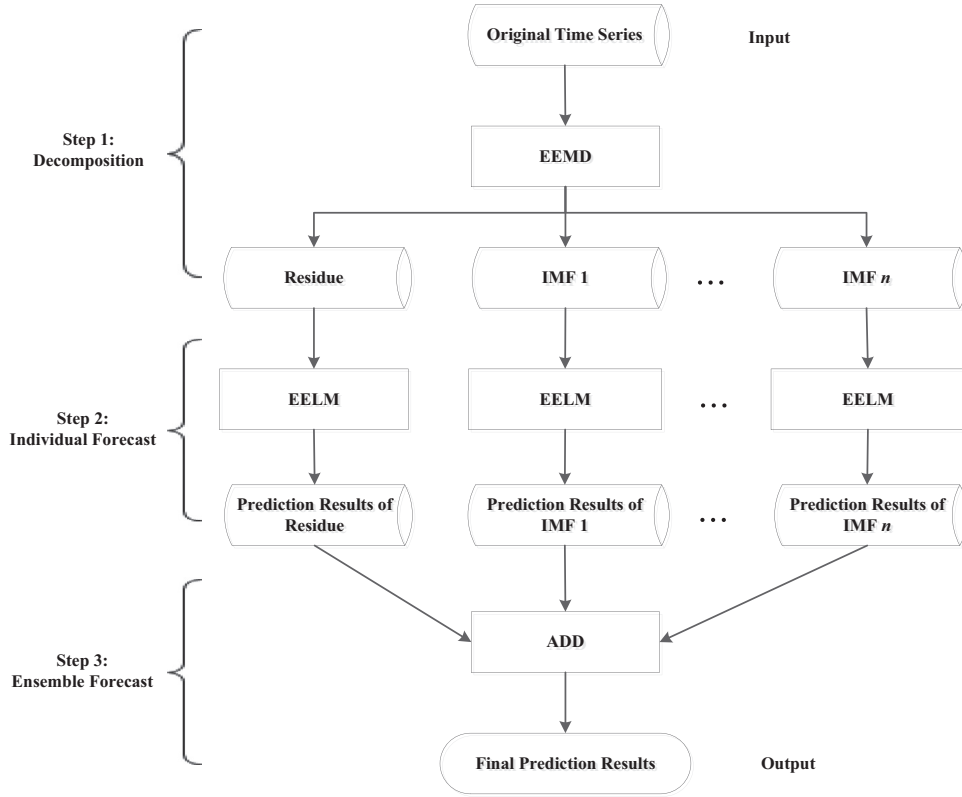 Original Time Series
Input
Step 1:
Decomposition
EEMD
Residue
IMF 1
...
IMF n
Step 2:
Individual Forecast
EELM
EELM
...
EELM
Prediction Results of
Residue
Prediction Results of
IMF 1
...
Prediction Results of
IMF n
Step 3:
Ensemble Forecast
ADD
Final Prediction Results
Output